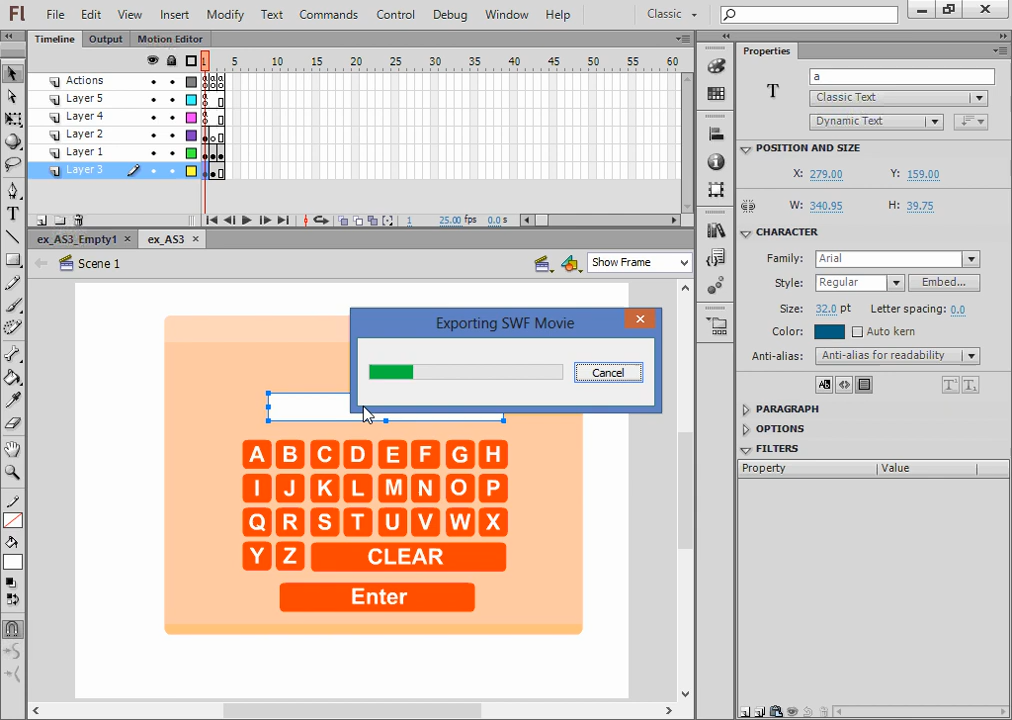 Fl File Edit View Insert Modify Text Commands Control Debug Window Help Classic
Timeline Output Motion Editor
1 5 10 15 20 25 30 35 40 45 50 55 60
Actions
Layer 5
Layer 4
Layer 2
Layer 1
Layer 3
1 25.00 fps 0.0 s
ex_AS3_Empty1 × ex_AS3 ×
Scene 1 Show Frame
Exporting SWF Movie
Cancel
A B C D E F G H
I J K L M N O P
Q R S T U V W X
Y Z CLEAR
Enter
Properties
T a
Classic Text
Dynamic Text
POSITION AND SIZE
X: 279.00 Y: 159.00
W: 340.95 H: 39.75
CHARACTER
Family: Arial
Style: Regular Embed...
Size: 32.0 pt Letter spacing: 0.0
Color: Auto kern
Anti-alias: Anti-alias for readability
PARAGRAPH
OPTIONS
FILTERS
Property Value